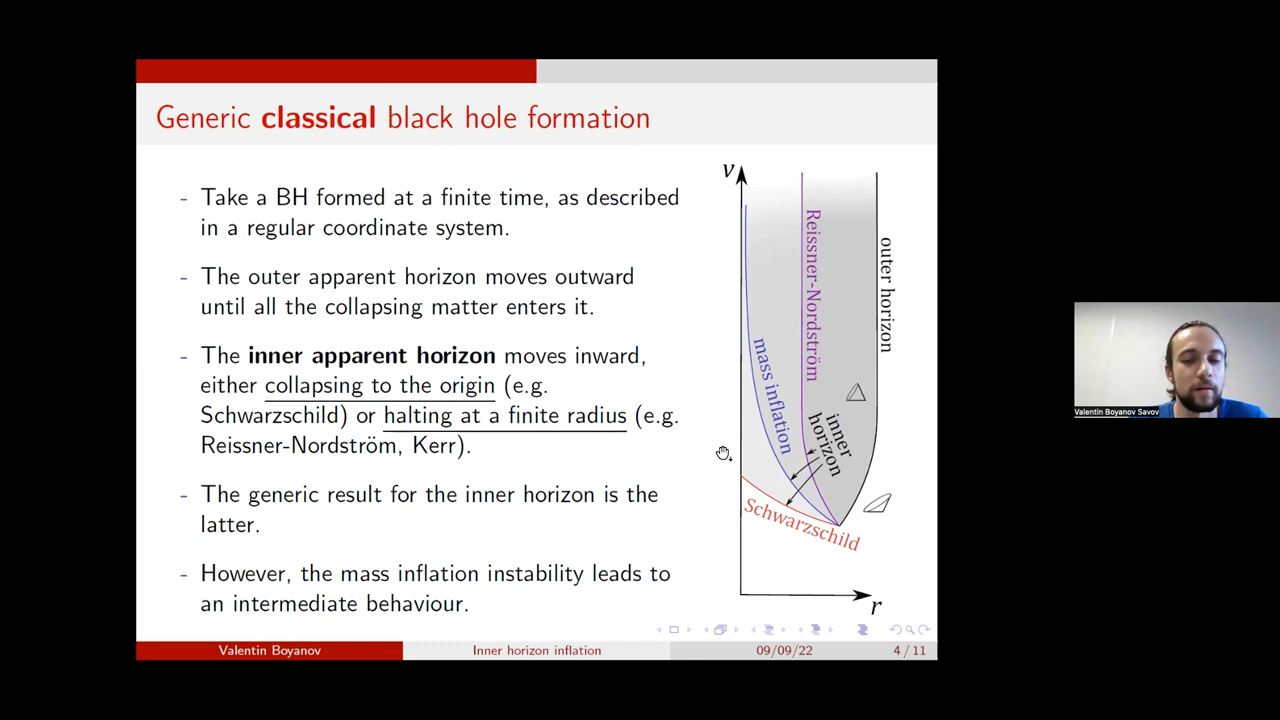 Generic classical black hole formation
- Take a BH formed at a finite time, as described
in a regular coordinate system.
- The outer apparent horizon moves outward
until all the collapsing matter enters it.
- The inner apparent horizon moves inward,
either collapsing to the origin (e.g.
Schwarzschild) or halting at a finite radius (e.g.
Reissner-Nordström, Kerr).
- The generic result for the inner horizon is the
latter.
- However, the mass inflation instability leads to
an intermediate behaviour.
v
Reissner-Nordström
outer horizon
mass inflation
inner
horizon
Schwarzschild
r
Valentin Boyanov Savov
Valentin Boyanov
Inner horizon inflation
09/09/22
4 / 11